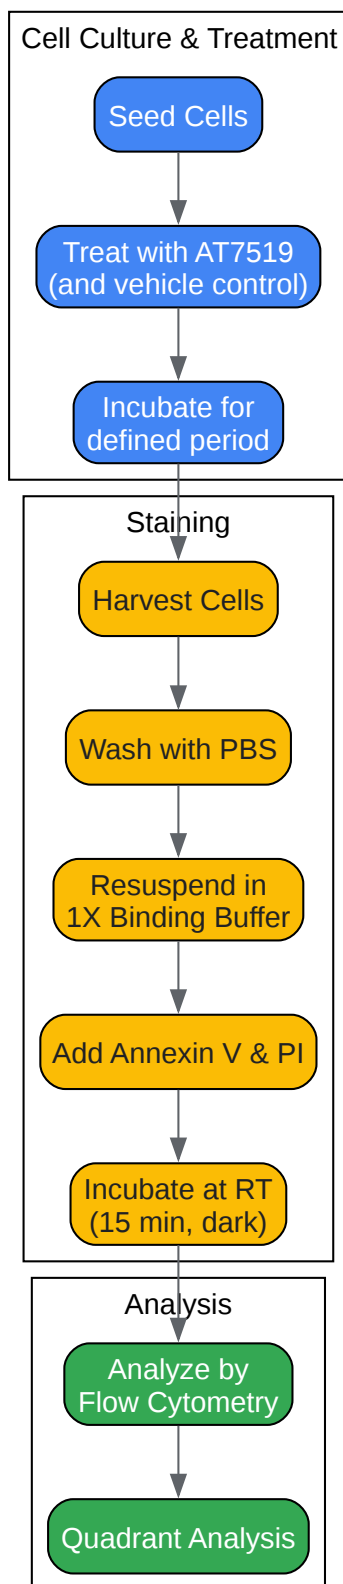 Cell Culture & Treatment
Seed Cells
Treat with AT7519
(and vehicle control)
Incubate for
defined period
Staining
Harvest Cells
Wash with PBS
Resuspend in
1X Binding Buffer
Add Annexin V & PI
Incubate at RT
(15 min, dark)
Analysis
Analyze by
Flow Cytometry
Quadrant Analysis